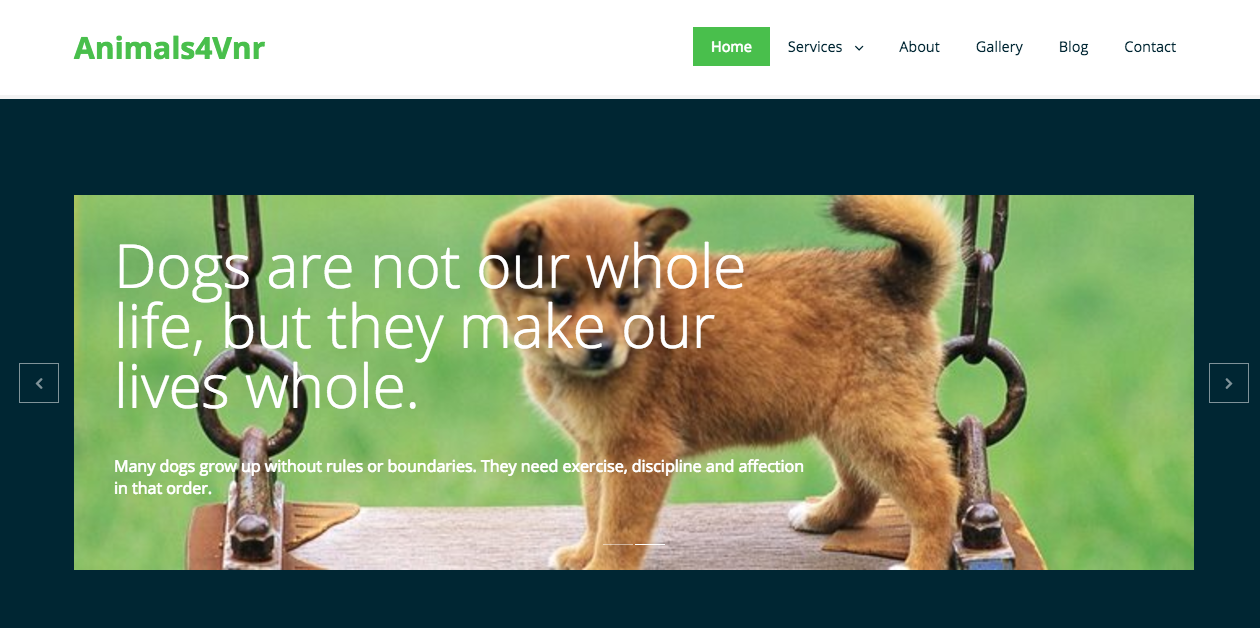 Animals4Vnr
Home Services About Gallery Blog Contact
Dogs are not our whole
life, but they make our
lives whole.
Many dogs grow up without rules or boundaries. They need exercise, discipline and affection
in that order.